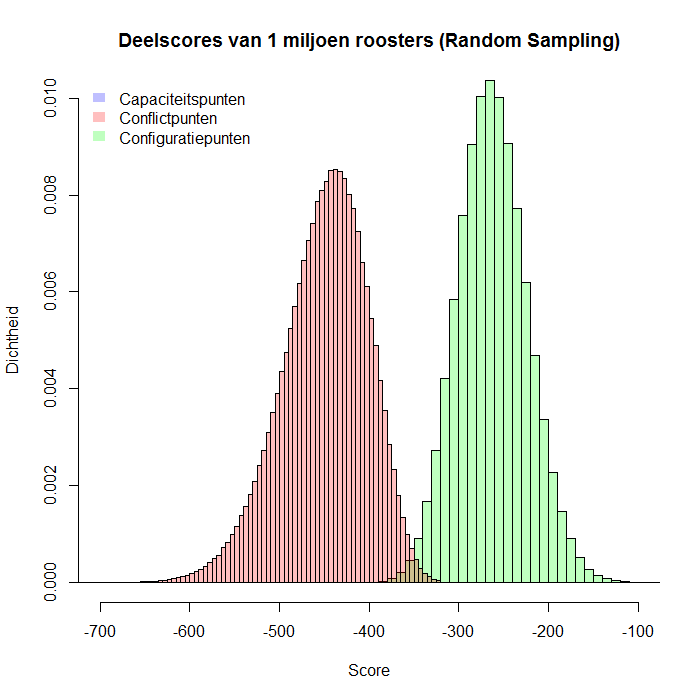 Deelscores van 1 miljoen roosters (Random Sampling)
Capaciteitspunten
Conflictpunten
Configuratiepunten
Dichtheid
0.010
0.008
0.006
0.004
0.002
0.000
-700 -600 -500 -400 -300 -200 -100
Score